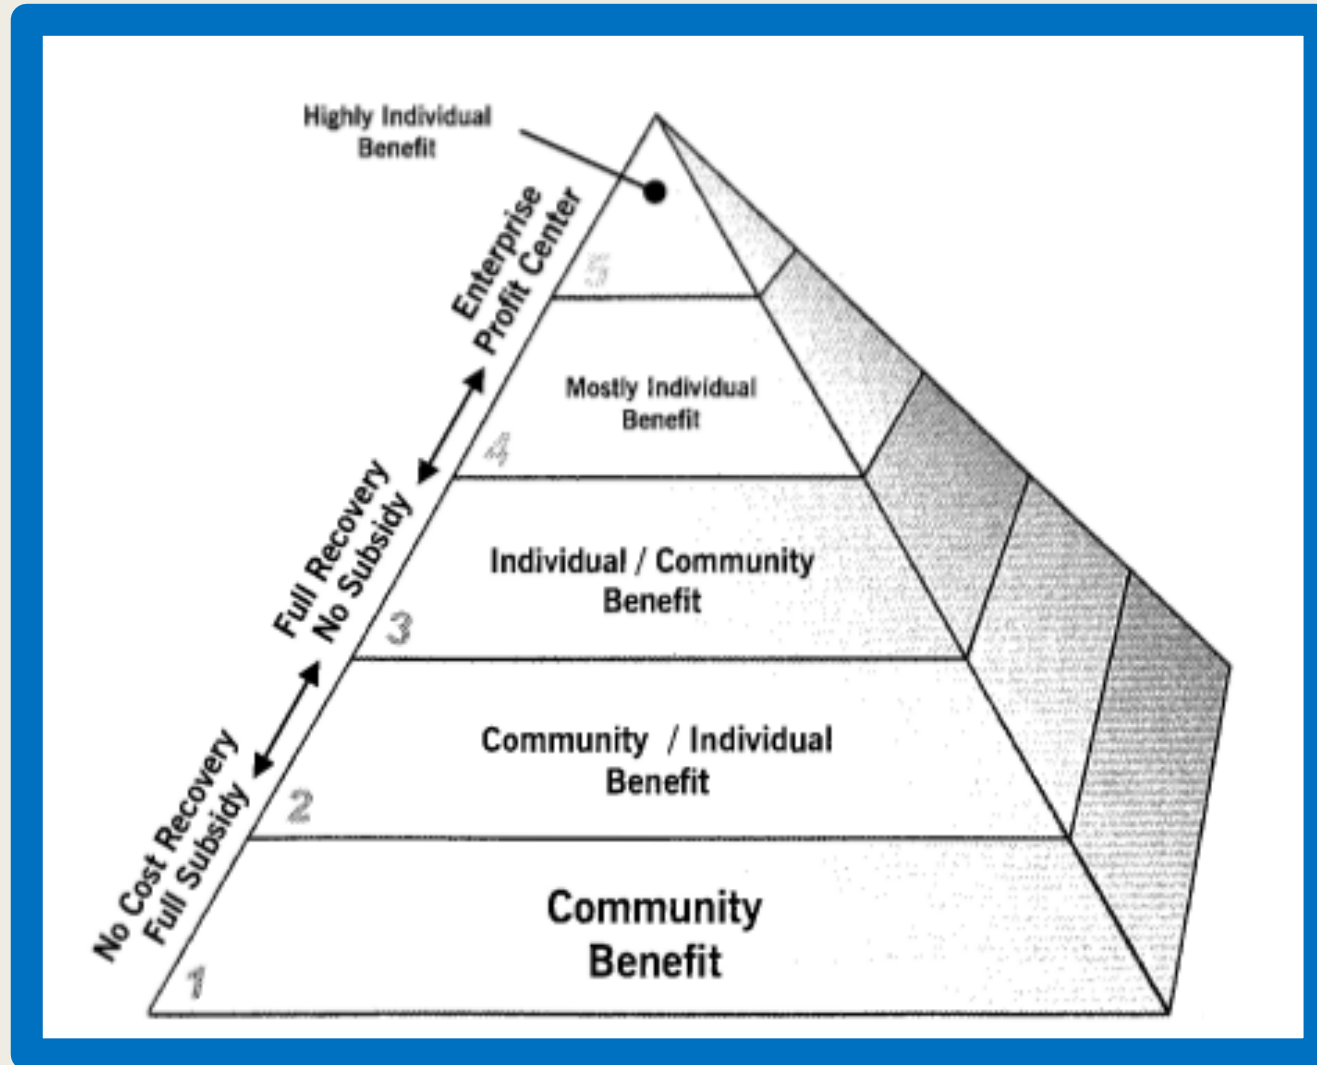 Highly Individual
Benefit
Enterprise
Profit Center
5
Mostly Individual
Benefit
4
Full Recovery
No Subsidy
Individual / Community
Benefit
3
Community / Individual
Benefit
2
No Cost Recovery
Full Subsidy
Community
Benefit
1